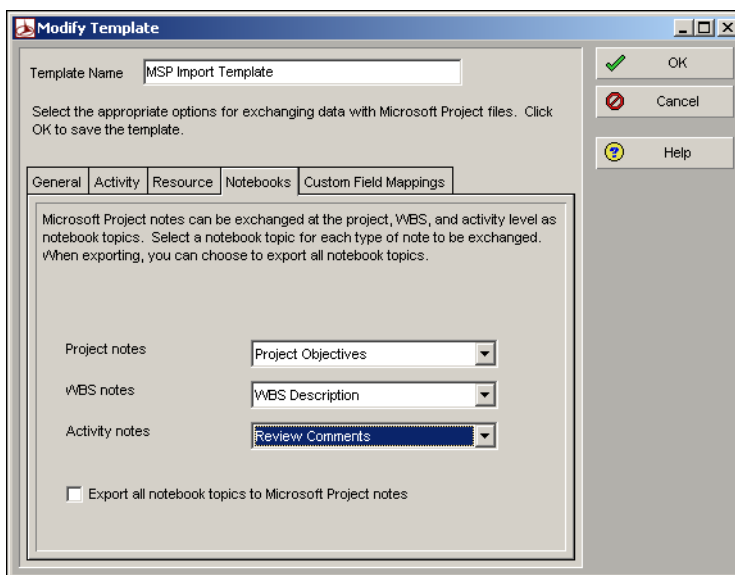 Modify Template
Template Name MSP Import Template
OK
Select the appropriate options for exchanging data with Microsoft Project files. Click
OK to save the template.
Cancel
Help
General Activity Resource Notebooks Custom Field Mappings
Microsoft Project notes can be exchanged at the project, WBS, and activity level as
notebook topics. Select a notebook topic for each type of note to be exchanged.
When exporting, you can choose to export all notebook topics.
Project notes Project Objectives
WBS notes WBS Description
Activity notes Review Comments
Export all notebook topics to Microsoft Project notes